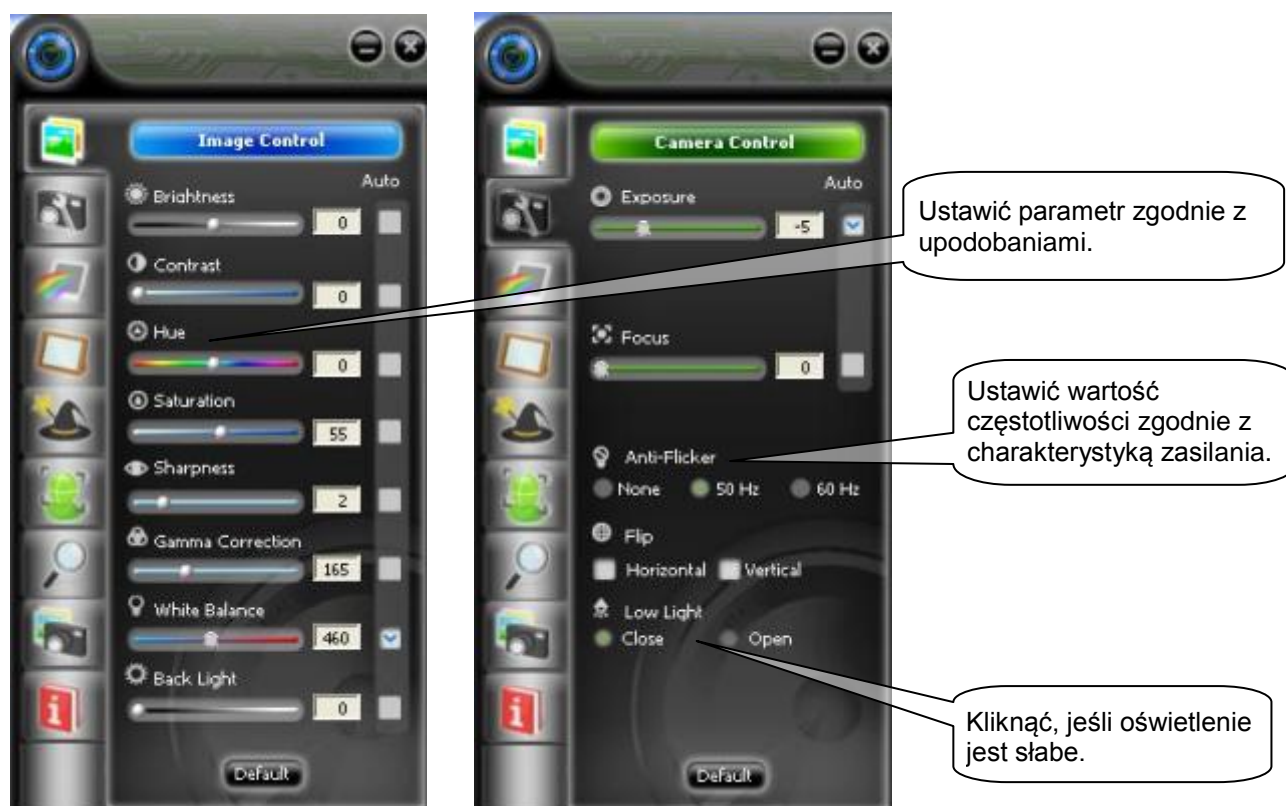 Image Control
Auto
Brightness
0
Contrast
0
Hue
0
Saturation
55
Sharpness
2
Gamma Correction
165
White Balance
460
Back Light
0
Default
Camera Control
Auto
Exposure
-5
Focus
0
Anti-Flicker
None 50 Hz 60 Hz
Flip
Horizontal Vertical
Low Light
Close Open
Default
Ustawić parametr zgodnie z
upodobaniami.
Ustawić wartość
częstotliwości zgodnie z
charakterystyką zasilania.
Kliknąć, jeśli oświetlenie
jest słabe.